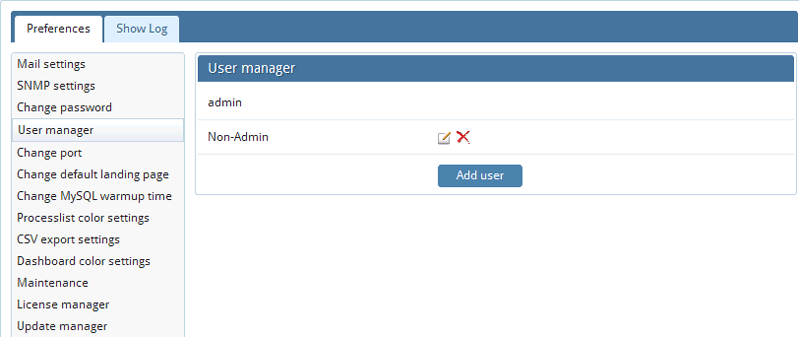 Preferences
Show Log
Mail settings
SNMP settings
Change password
User manager
Change port
Change default landing page
Change MySQL warmup time
Processlist color settings
CSV export settings
Dashboard color settings
Maintenance
License manager
Update manager
User manager
admin
Non-Admin
Add user